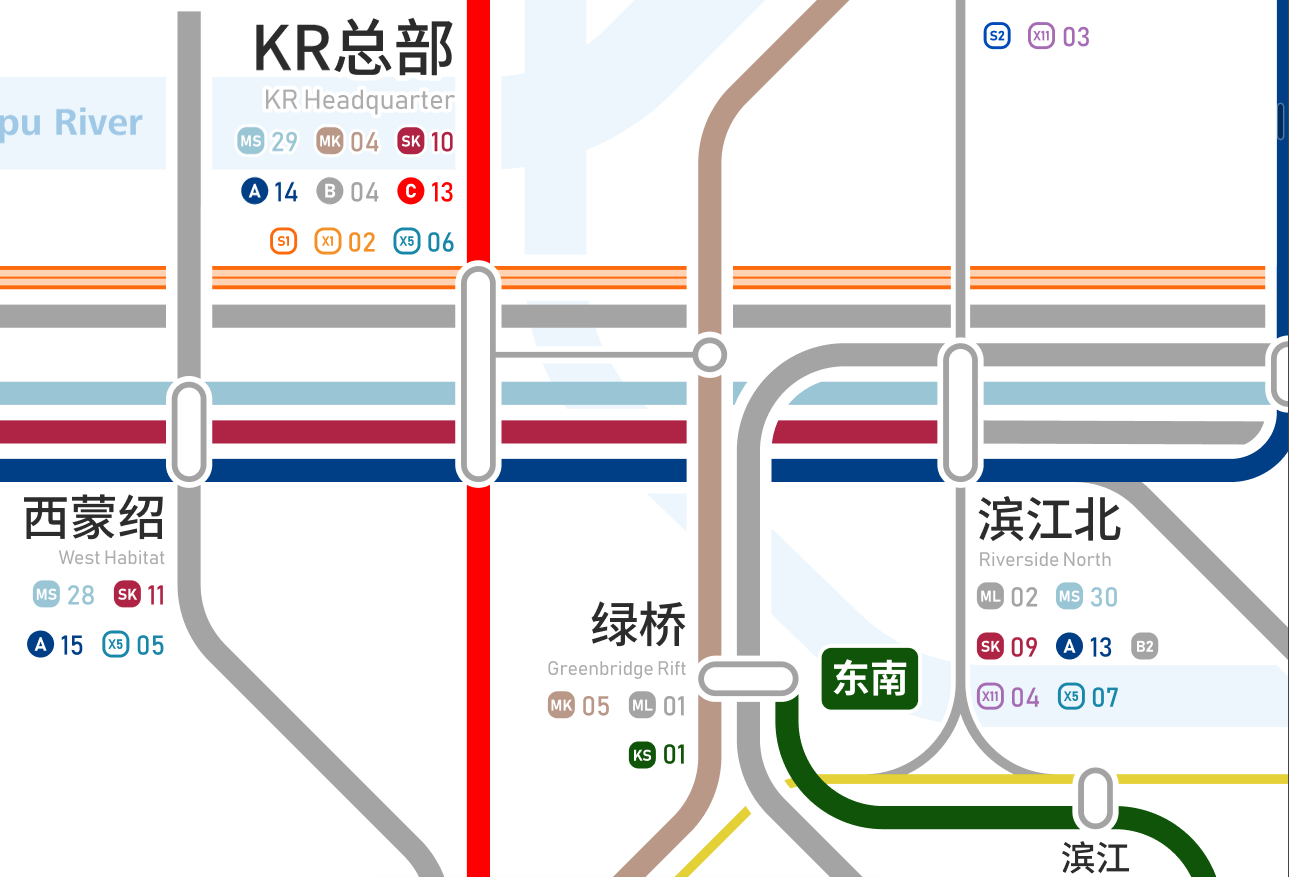 KR总部
KR Headquarter
MS 29 MK 04 SK 10
A 14 B 04 C 13
S1 X1 02 X5 06
S2 X11 03
pu River
西蒙绍
West Habitat
MS 28 SK 11
A 15 X5 05
滨江北
Riverside North
ML 02 MS 30
SK 09 A 13 B2
X11 04 X5 07
绿桥
Greenbridge Rift
MK 05 ML 01
KS 01
东南
滨江